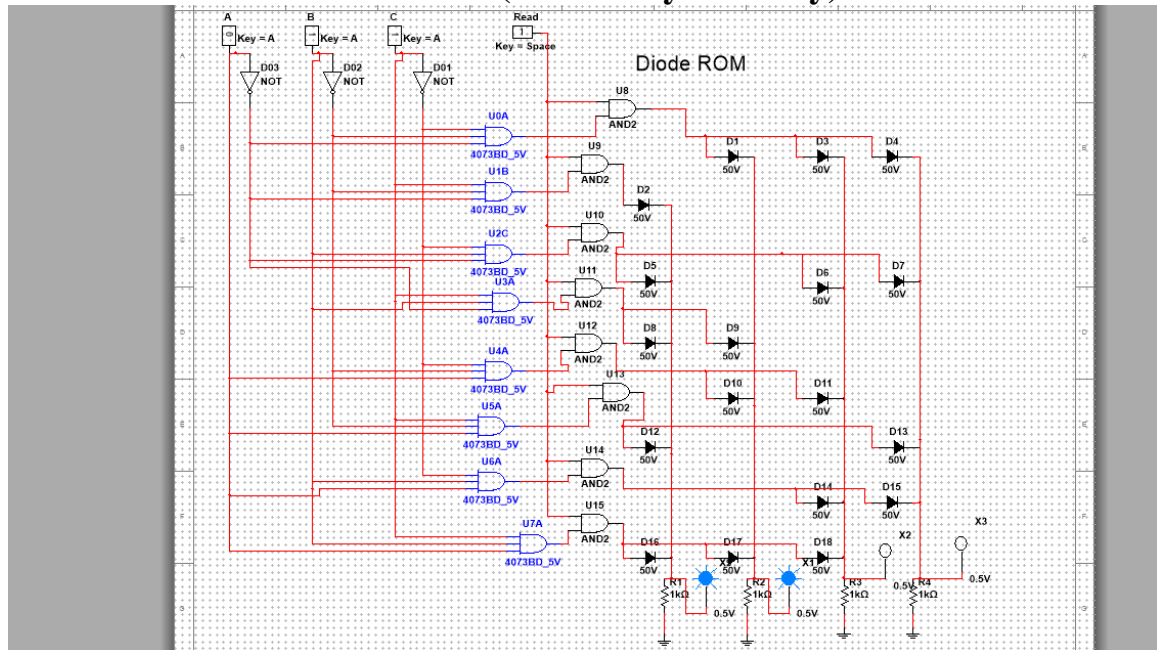 A B C Read
0 1 1 1
Key = A Key = A Key = A Key = Space
D03 D02 D01
NOT NOT NOT
Diode ROM
U8
AND2
U0A
4073BD_5V
D1 D3 D4
50V 50V 50V
U9
AND2
U1B
4073BD_5V
D2
50V
U10
AND2
U2C
4073BD_5V
D5 D6 D7
50V 50V 50V
U11
AND2
U3A
4073BD_5V
D8 D9
50V 50V
U12
AND2
U4A
4073BD_5V
D10 D11
50V 50V
U13
AND2
U5A
4073BD_5V
D12 D13
50V 50V
U14
AND2
U6A
4073BD_5V
D14 D15
50V 50V
U15
AND2
U7A
4073BD_5V
D16 D17 D18
50V 50V 50V
X1 X2 X3
R1 R2 R3 R4
1kΩ 1kΩ 1kΩ 1kΩ
0.5V 0.5V 0.5V 0.5V